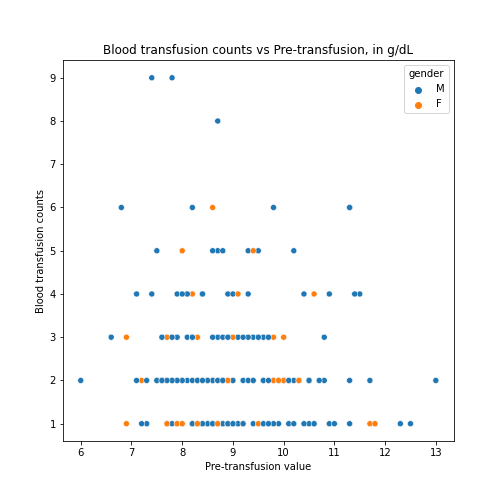 Blood transfusion counts vs Pre-transfusion, in g/dL
gender
M
F
9
8
7
6
5
4
3
2
1
Blood transfusion counts
6
7
8
9
10
11
12
13
Pre-transfusion value